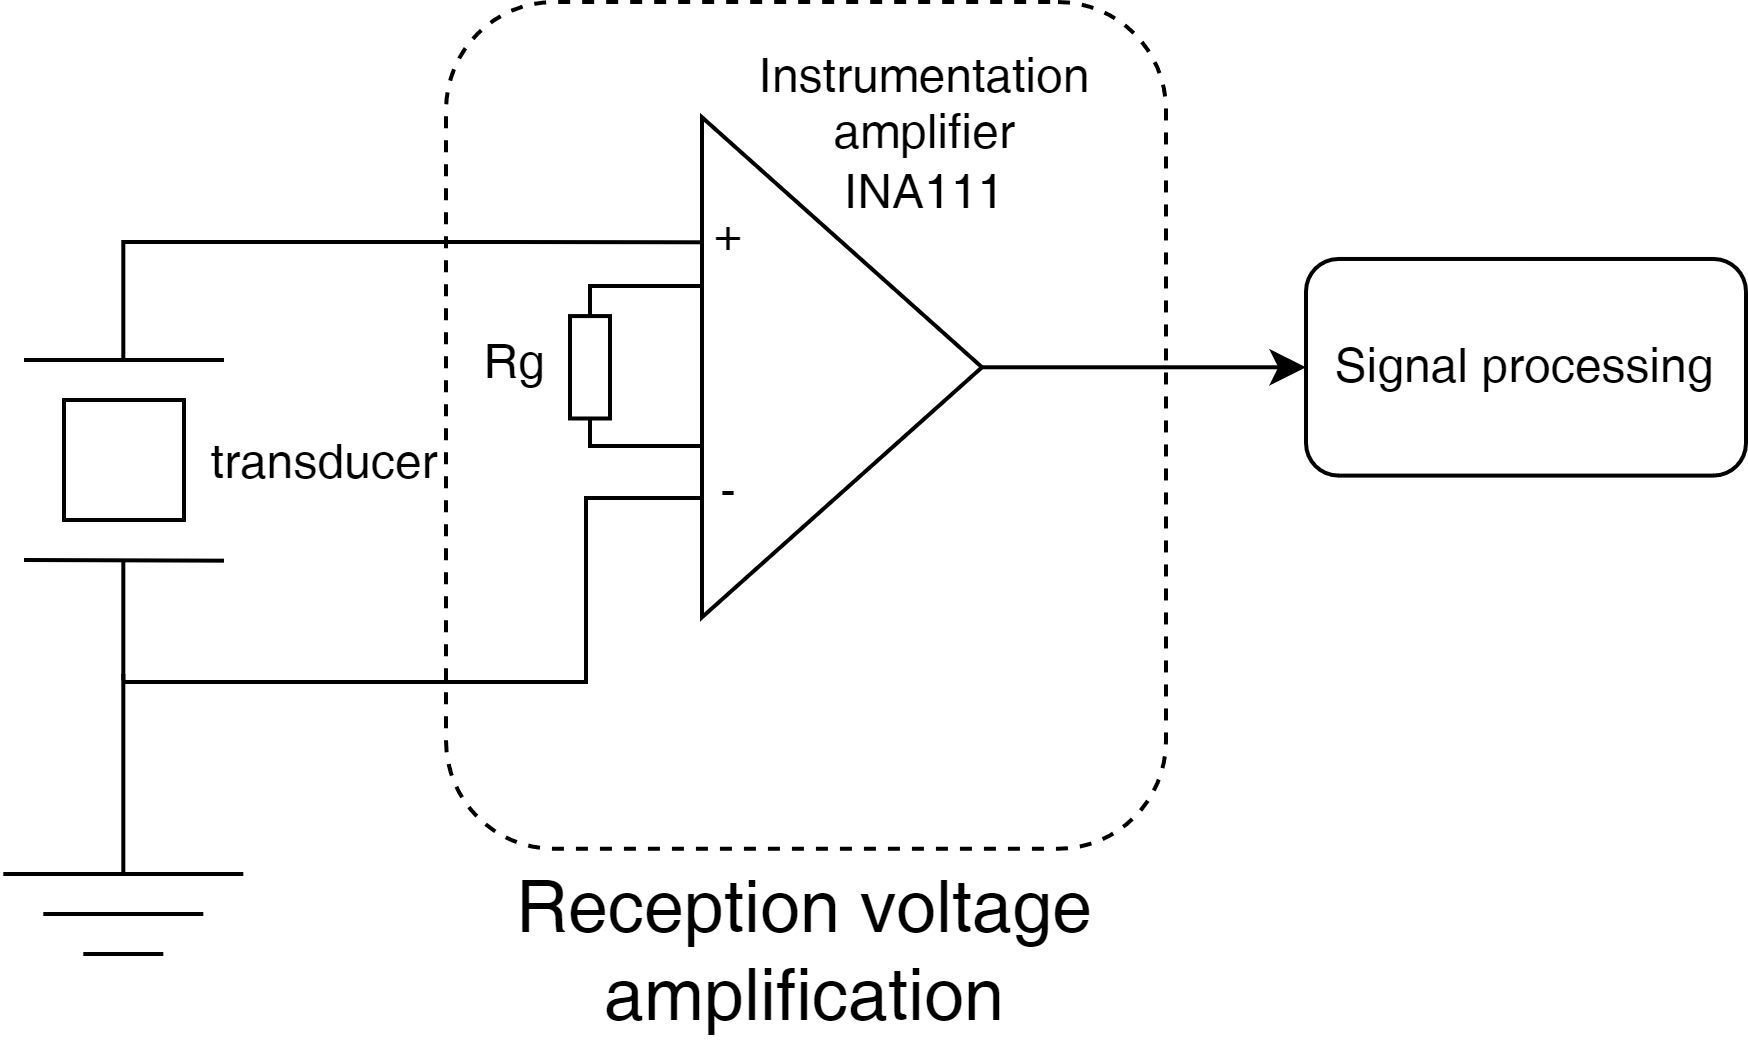 Instrumentation
amplifier
INA111
+
Rg
Signal processing
transducer
-
Reception voltage
amplification